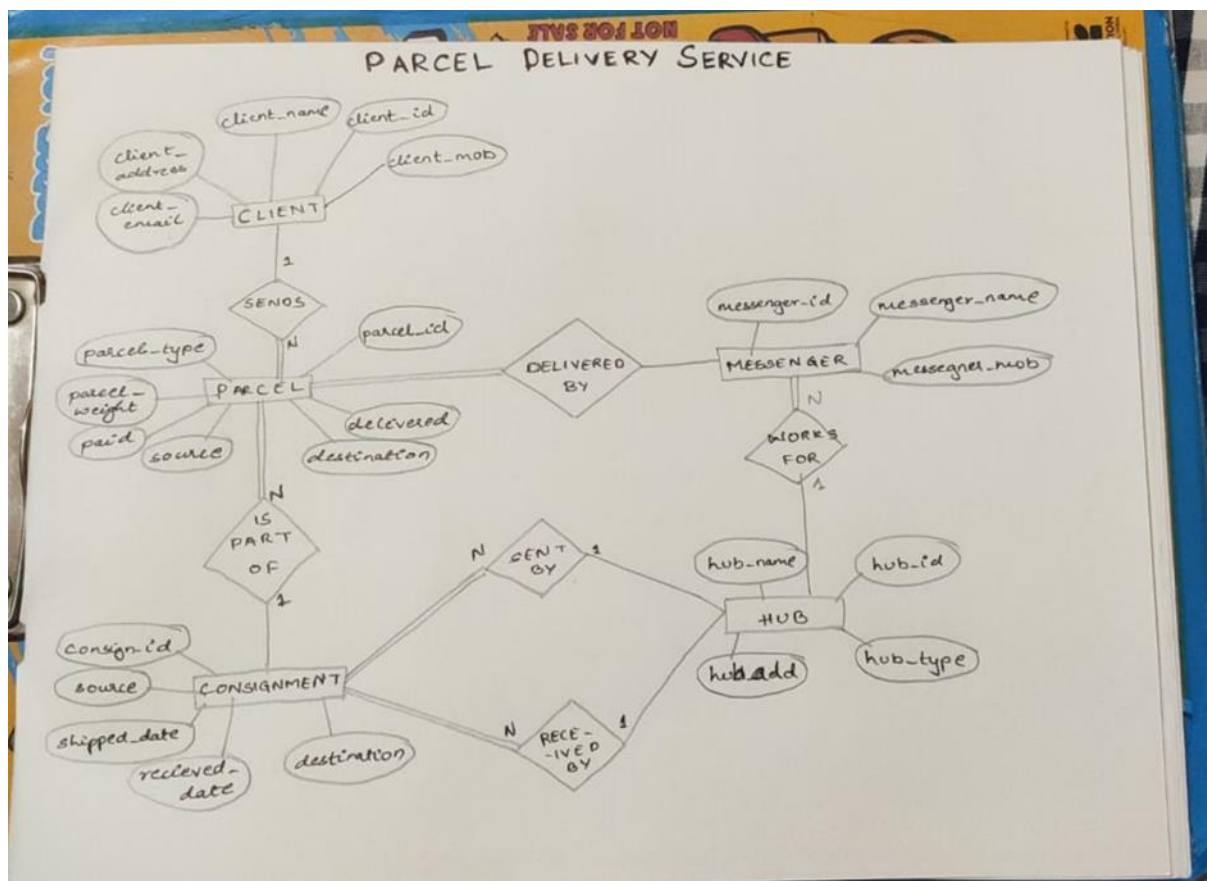 NOT FOR SALE
PARCEL DELIVERY SERVICE
client_name
client_id
client_address
client_mob
client_email
CLIENT
1
SENDS
N
parcel_type
parcel_id
parcel_weight
PARCEL
paid
source
delivered
destination
DELIVERED
BY
messenger_id
messenger_name
MESSENGER
messegner_mob
N
WORKS
FOR
1
N
IS
PART
OF
1
N
SENT
BY
1
hub_name
hub_id
HUB
hub_add
hub_type
consign_id
source
CONSIGNMENT
shipped_date
recieved_
date
destination
N
RECE-
-IVED
BY
1